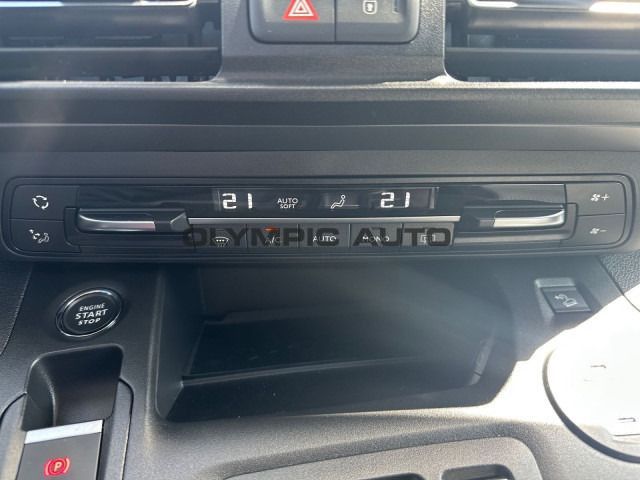 21 AUTO SOFT 21
OLYMPIC AUTO
A/C AUTO MONO
ENGINE
START
STOP
P